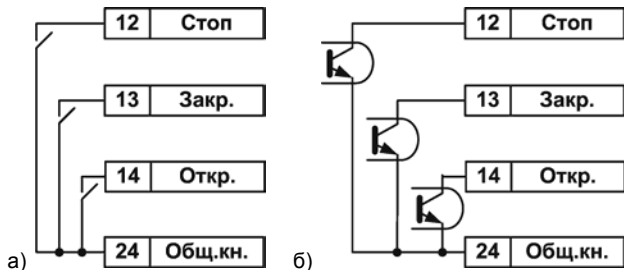 12 Стоп
13 Закр.
14 Откр.
24 Общ.кн.
а)
12 Стоп
13 Закр.
14 Откр.
24 Общ.кн.
б)